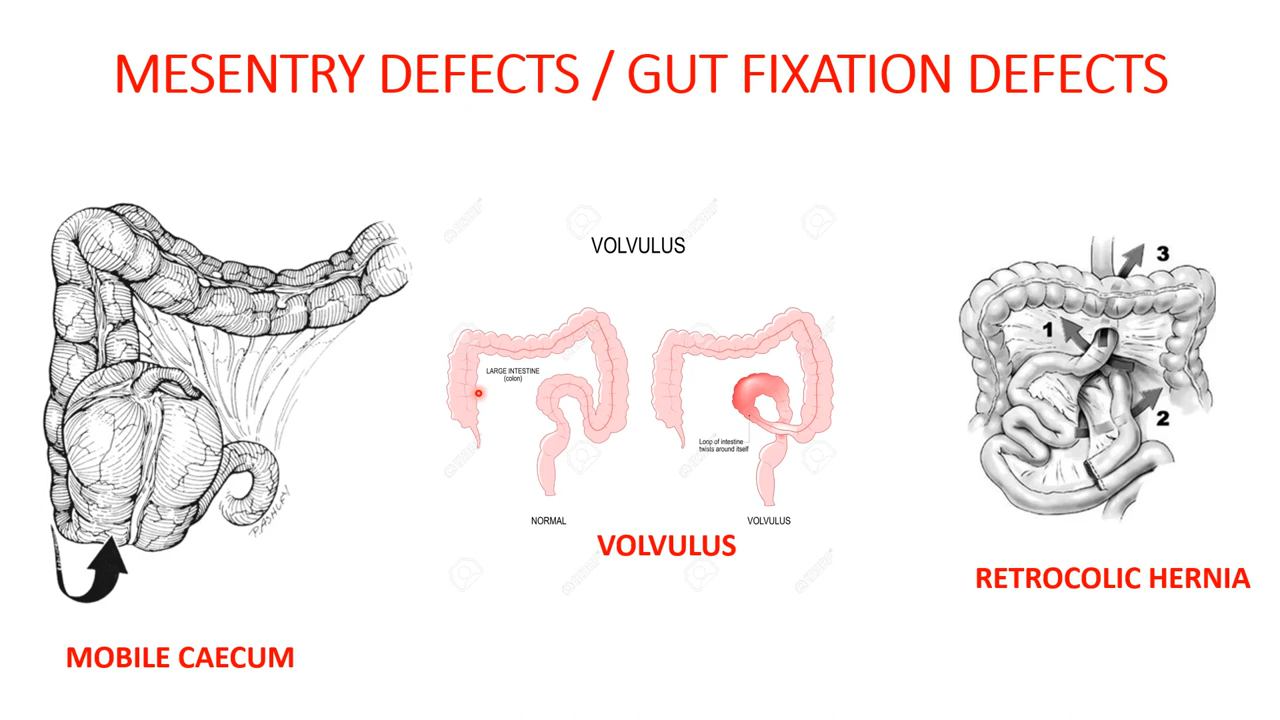 MESENTRY DEFECTS / GUT FIXATION DEFECTS
VOLVULUS
LARGE INTESTINE
(colon)
Loop of intestine
twists around itself
NORMAL
VOLVULUS
VOLVULUS
1
2
3
P. ASHLEY
MOBILE CAECUM
RETROCOLIC HERNIA